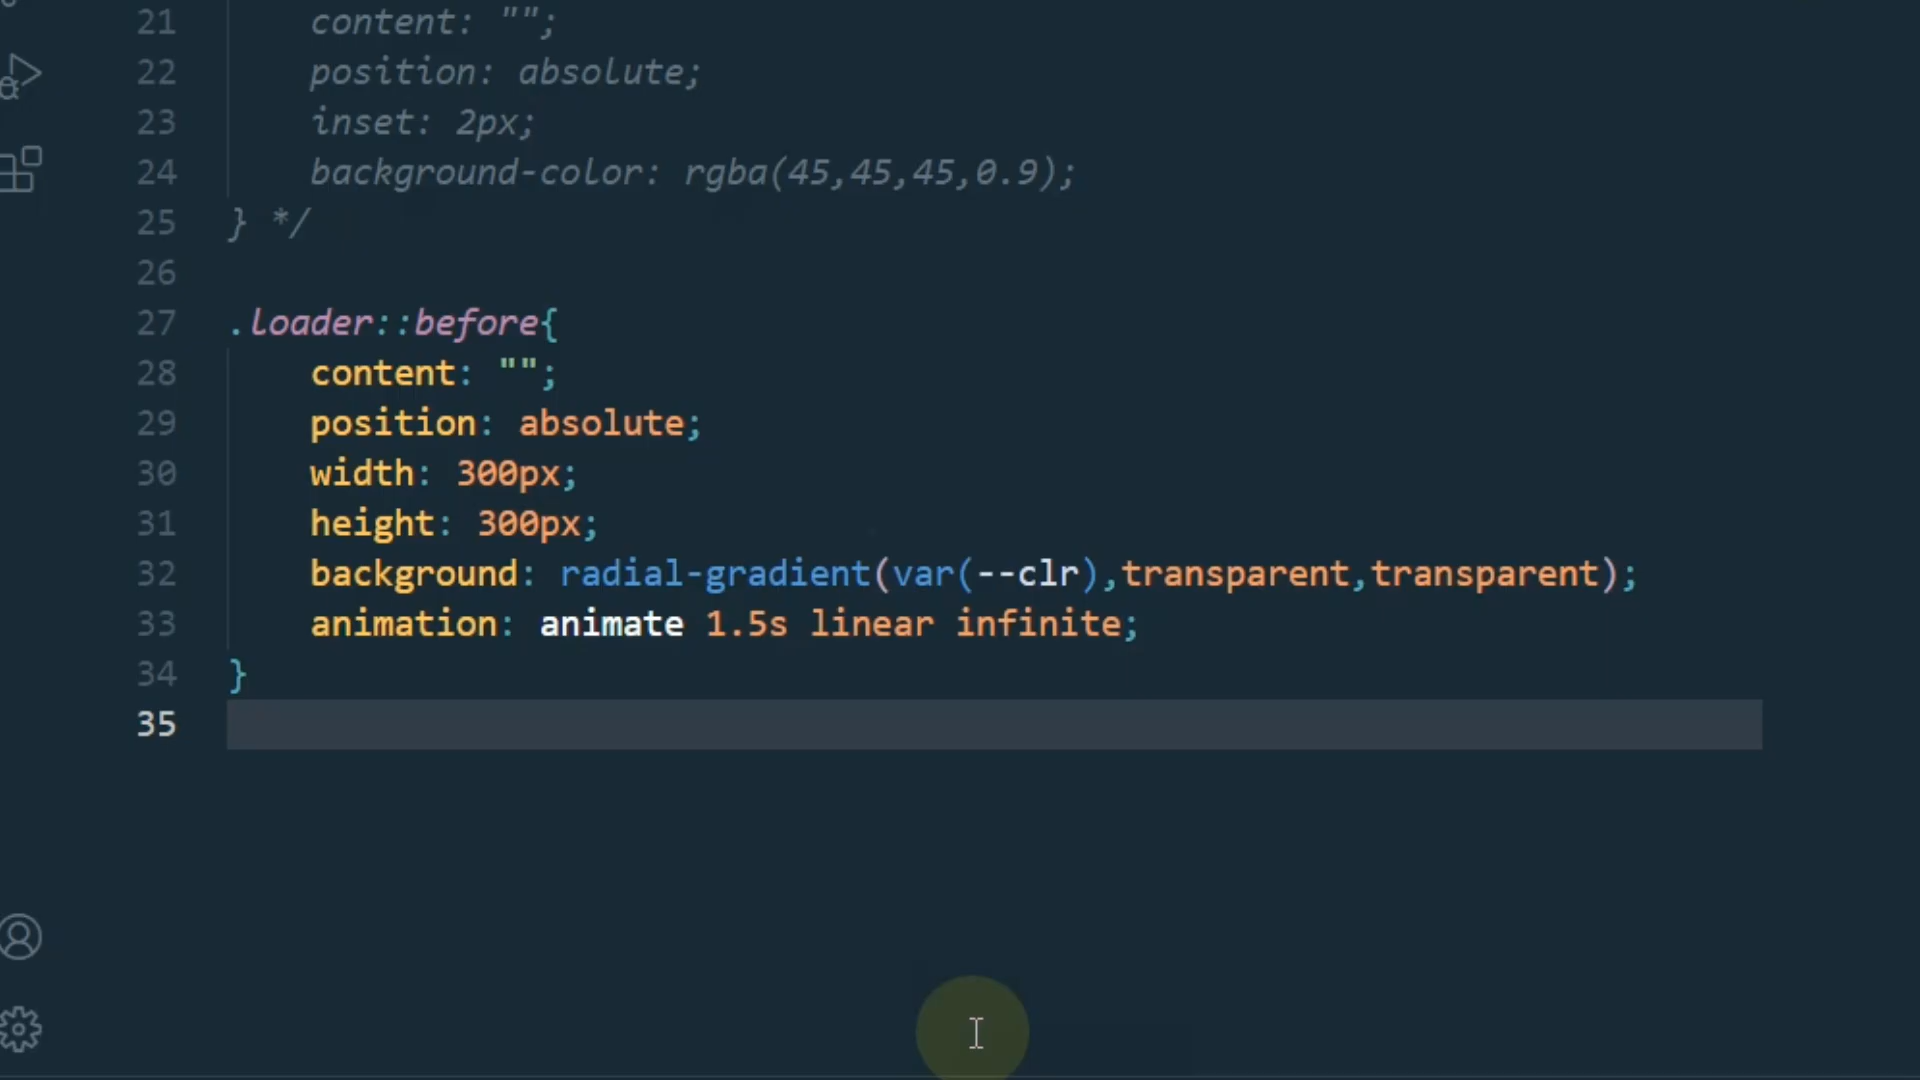 21 content: "";
22 position: absolute;
23 inset: 2px;
24 background-color: rgba(45,45,45,0.9);
25 } */
26
27 .loader::before{
28 content: "";
29 position: absolute;
30 width: 300px;
31 height: 300px;
32 background: radial-gradient(var(--clr),transparent,transparent);
33 animation: animate 1.5s linear infinite;
34 }
35